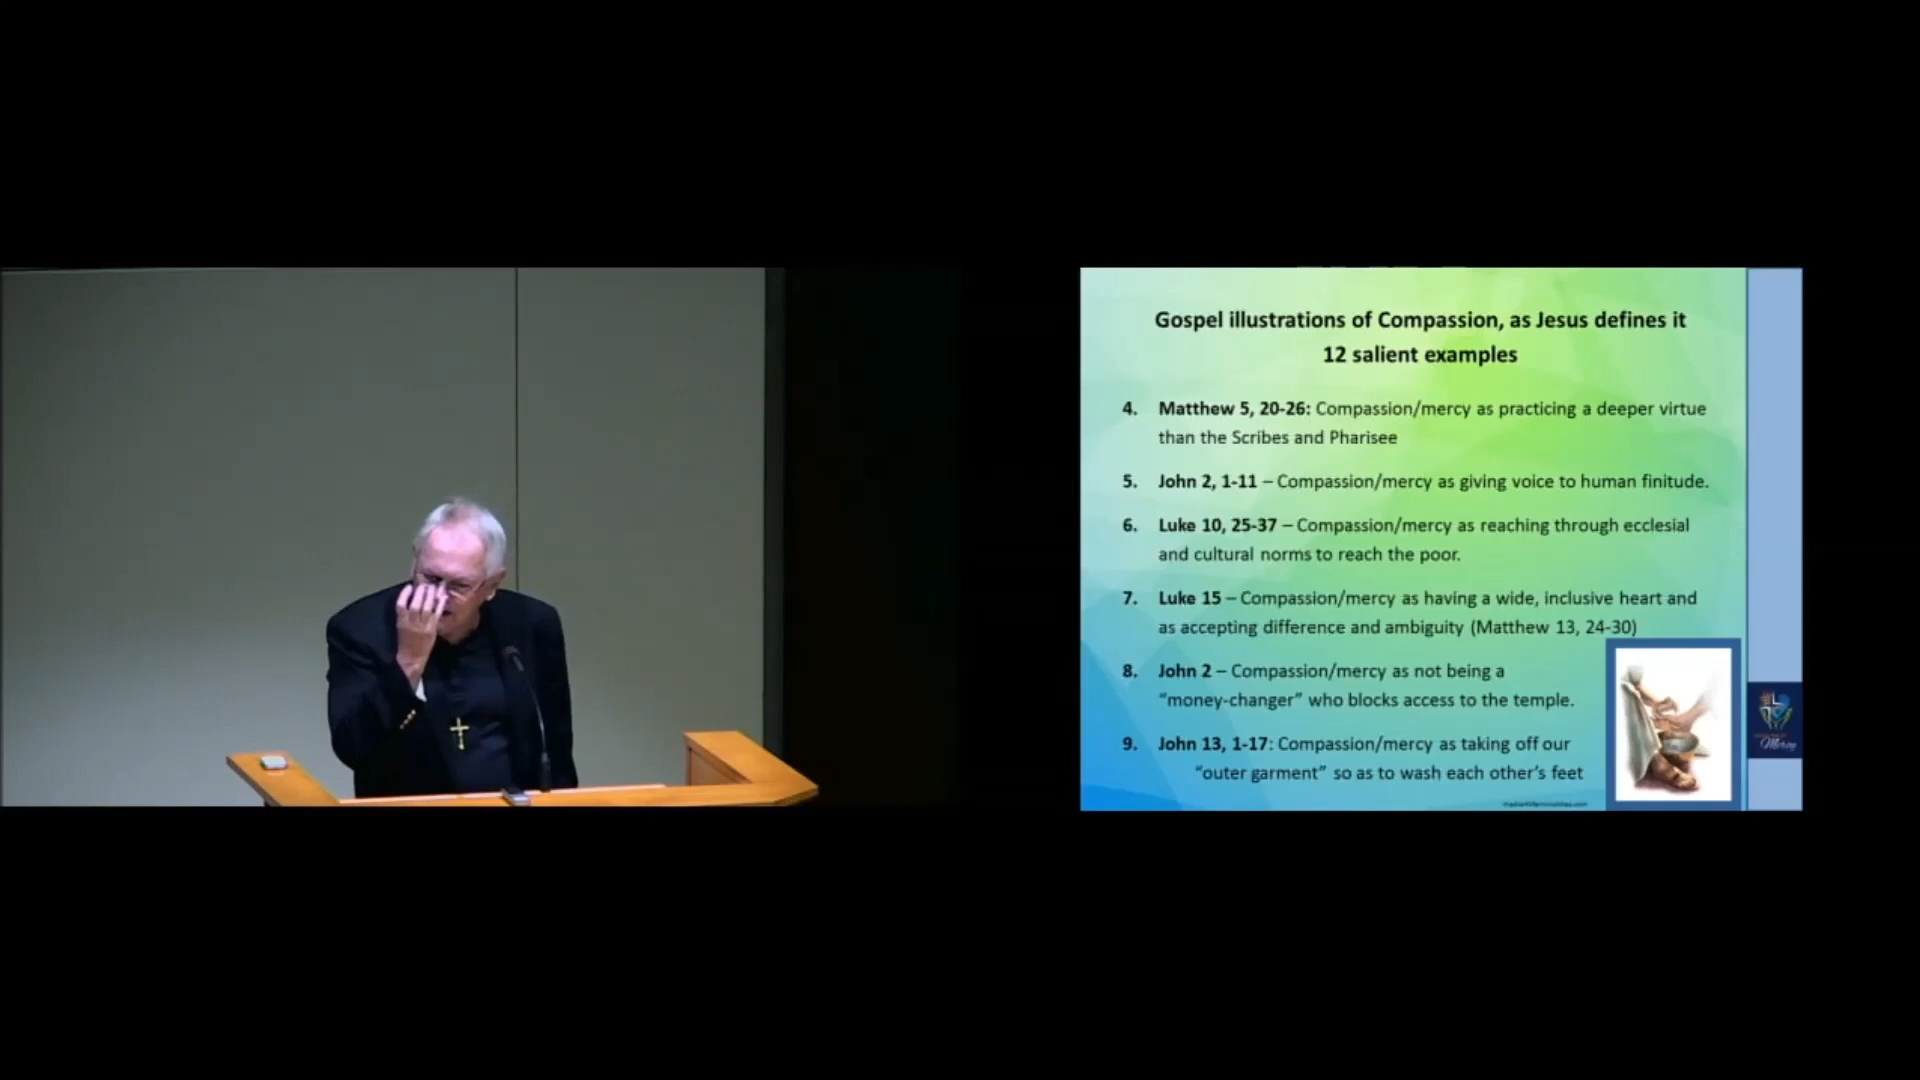 Gospel illustrations of Compassion, as Jesus defines it
12 salient examples
4. Matthew 5, 20-26: Compassion/mercy as practicing a deeper virtue
than the Scribes and Pharisee
5. John 2, 1-11 – Compassion/mercy as giving voice to human finitude.
6. Luke 10, 25-37 – Compassion/mercy as reaching through ecclesial
and cultural norms to reach the poor.
7. Luke 15 – Compassion/mercy as having a wide, inclusive heart and
as accepting difference and ambiguity (Matthew 13, 24-30)
8. John 2 – Compassion/mercy as not being a
“money-changer” who blocks access to the temple.
9. John 13, 1-17: Compassion/mercy as taking off our
“outer garment” so as to wash each other’s feet
Mercy